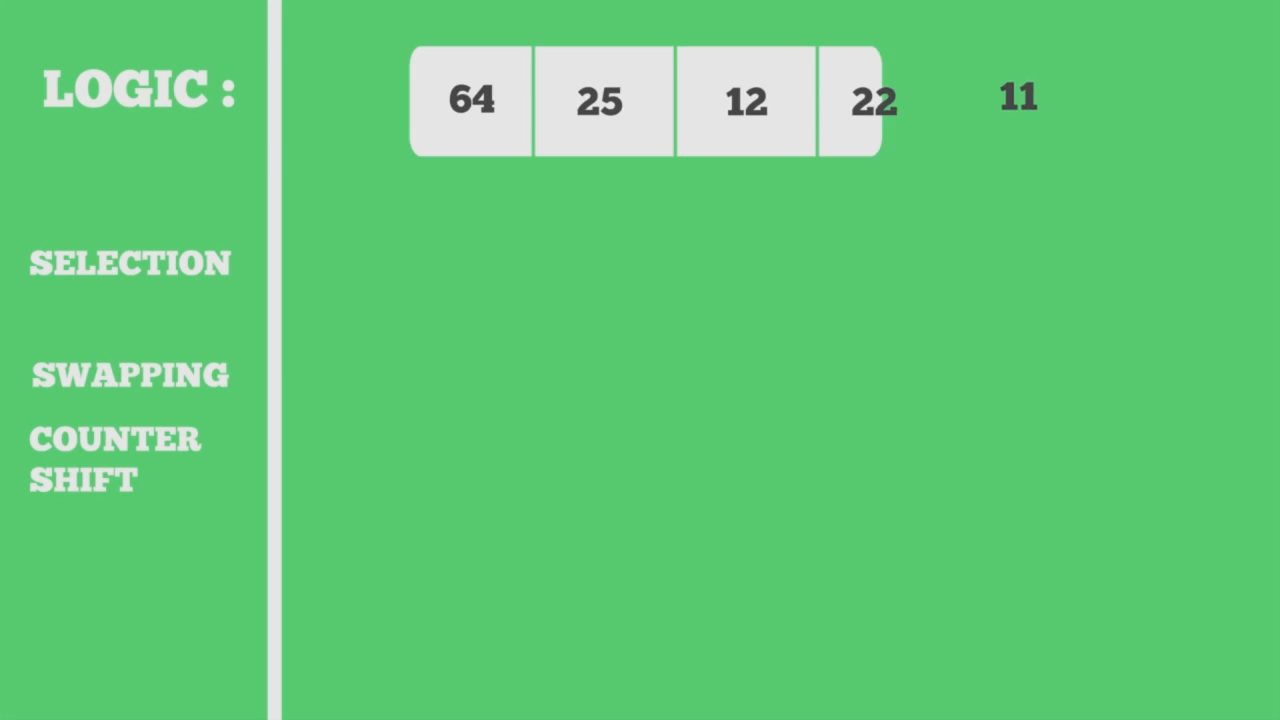 LOGIC :
64 25 12 22 11
SELECTION
SWAPPING
COUNTER
SHIFT